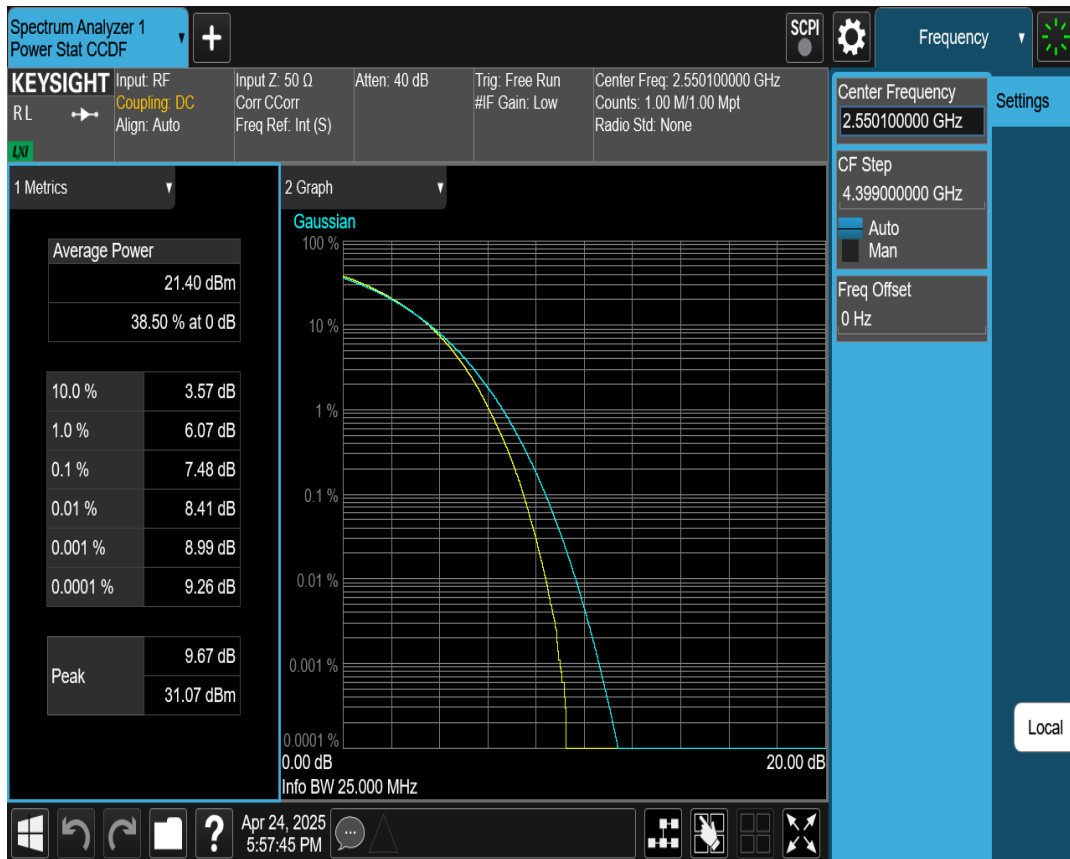 Spectrum Analyzer 1
Power Stat CCDF
+
SCPI
Frequency
KEYSIGHT
RL
LXI
Input: RF
Coupling: DC
Align: Auto
Input Z: 50 Ω
Corr CCorr
Freq Ref: Int (S)
Atten: 40 dB
Trig: Free Run
#IF Gain: Low
Center Freq: 2.550100000 GHz
Counts: 1.00 M/1.00 Mpt
Radio Std: None
Center Frequency
2.550100000 GHz
Settings
CF Step
4.399000000 GHz
Auto
Man
Freq Offset
0 Hz
1 Metrics
Average Power
21.40 dBm
38.50 % at 0 dB
10.0 % 3.57 dB
1.0 % 6.07 dB
0.1 % 7.48 dB
0.01 % 8.41 dB
0.001 % 8.99 dB
0.0001 % 9.26 dB
Peak
9.67 dB
31.07 dBm
2 Graph
Gaussian
100 %
10 %
1 %
0.1 %
0.01 %
0.001 %
0.0001 %
0.00 dB 20.00 dB
Info BW 25.000 MHz
Local
?
Apr 24, 2025
5:57:45 PM